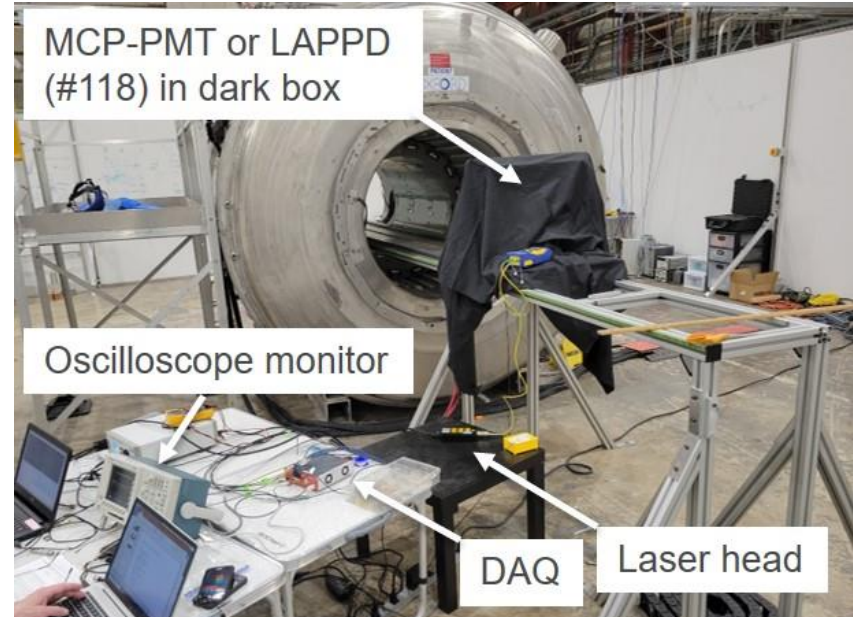 MCP-PMT or LAPPD
(#118) in dark box
Oscilloscope monitor
DAQ
Laser head